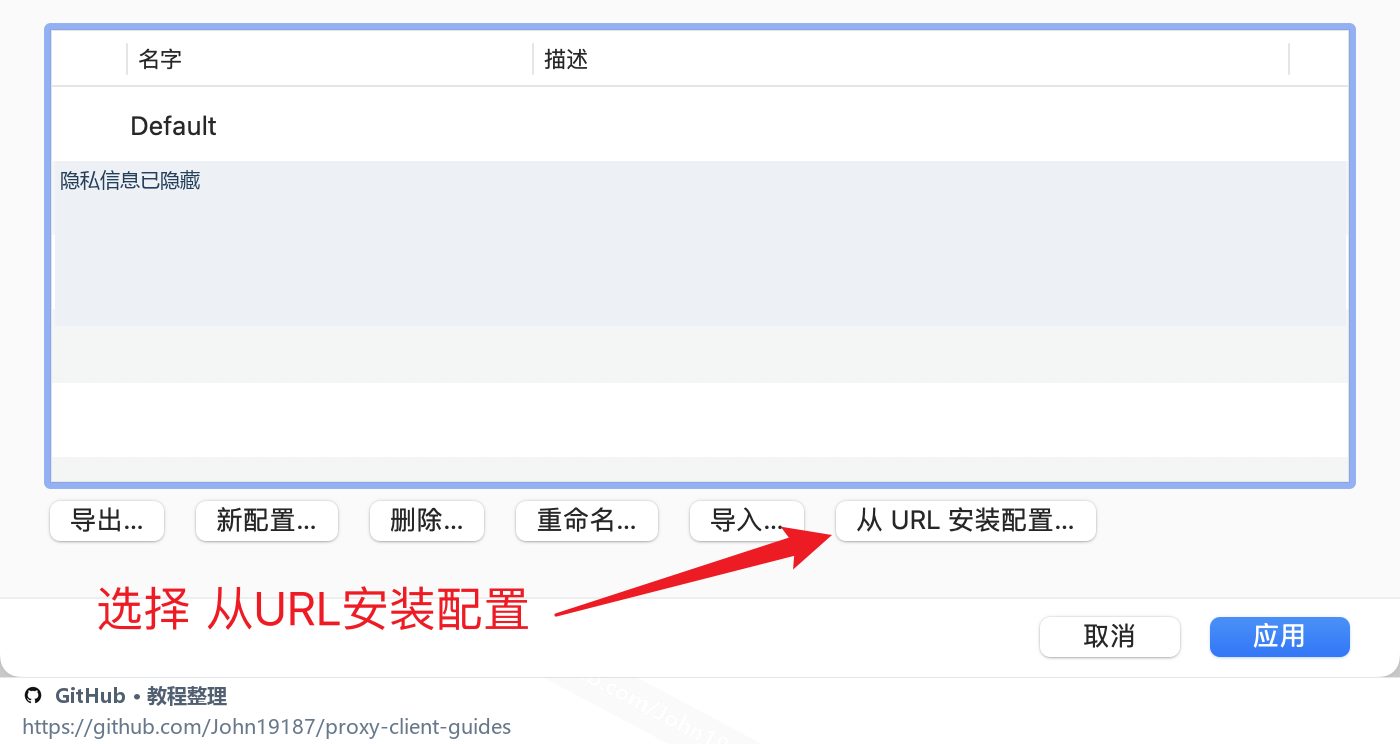 名字 描述
Default
隐私信息已隐藏
导出... 新配置... 删除... 重命名... 导入... 从 URL 安装配置...
选择 从URL安装配置
取消 应用
GitHub • 教程整理
https://github.com/John19187/proxy-client-guides